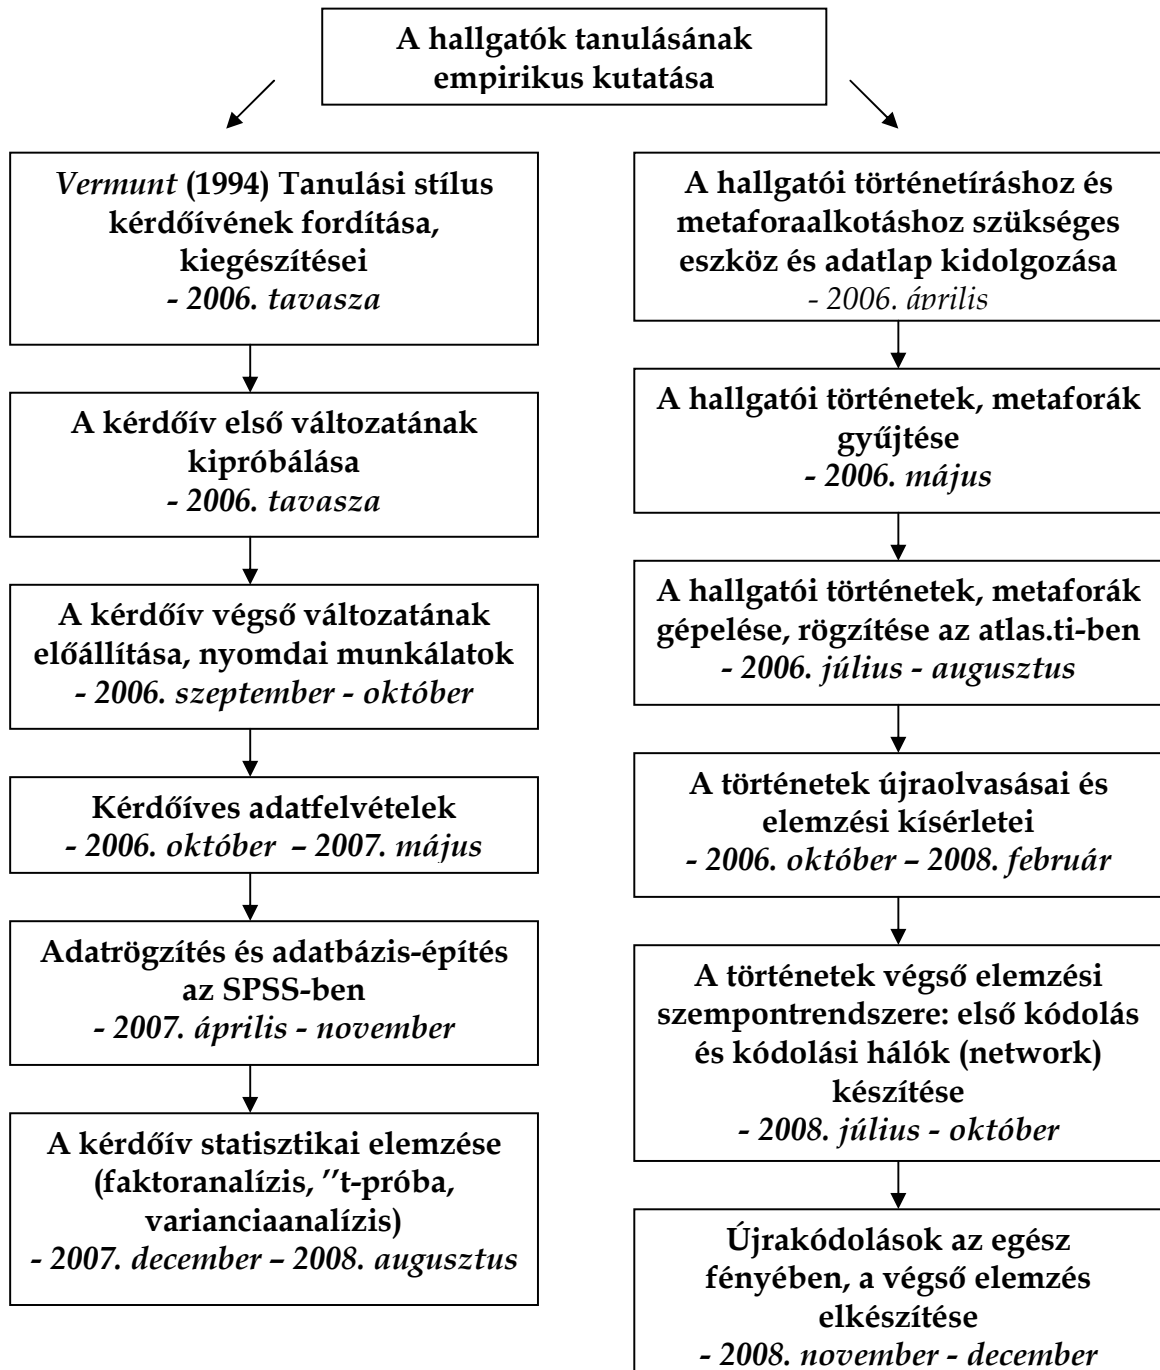 A hallgatók tanulásának
empirikus kutatása
Vermunt (1994) Tanulási stílus
kérdőívének fordítása,
kiegészítései
- 2006. tavasza
A kérdőív első változatának
kipróbálása
- 2006. tavasza
A kérdőív végső változatának
előállítása, nyomdai munkálatok
- 2006. szeptember - október
Kérdőíves adatfelvételek
- 2006. október – 2007. május
Adatrögzítés és adatbázis-építés
az SPSS-ben
- 2007. április - november
A kérdőív statisztikai elemzése
(faktoranalízis, ’’t-próba,
varianciaanalízis)
- 2007. december – 2008. augusztus
A hallgatói történetíráshoz és
metaforaalkotáshoz szükséges
eszköz és adatlap kidolgozása
- 2006. április
A hallgatói történetek, metaforák
gyűjtése
- 2006. május
A hallgatói történetek, metaforák
gépelése, rögzítése az atlas.ti-ben
- 2006. július - augusztus
A történetek újraolvasásai és
elemzési kísérletei
- 2006. október – 2008. február
A történetek végső elemzési
szempontrendszere: első kódolás
és kódolási hálók (network)
készítése
- 2008. július - október
Újrakódolások az egész
fényében, a végső elemzés
elkészítése
- 2008. november - december